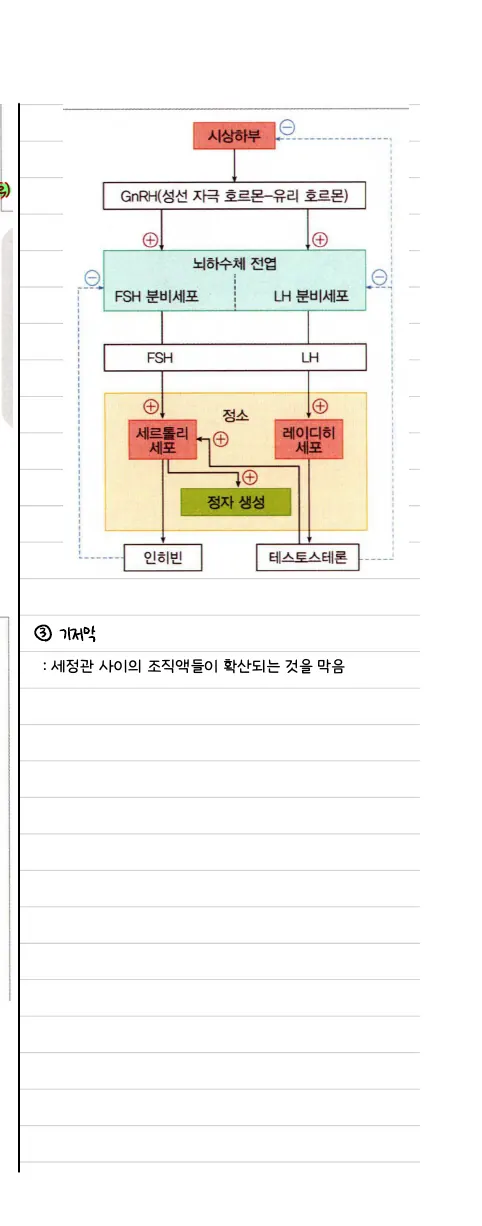 시상하부
GnRH(성선 자극 호르몬-유리 호르몬)
뇌하수체 전엽
FSH 분비세포 LH 분비세포
FSH LH
정소
세르톨리 세포
레이디히 세포
정자 생성
인히빈 테스토스테론
③ 기저막
: 세정관 사이의 조직액들이 확산되는 것을 막음